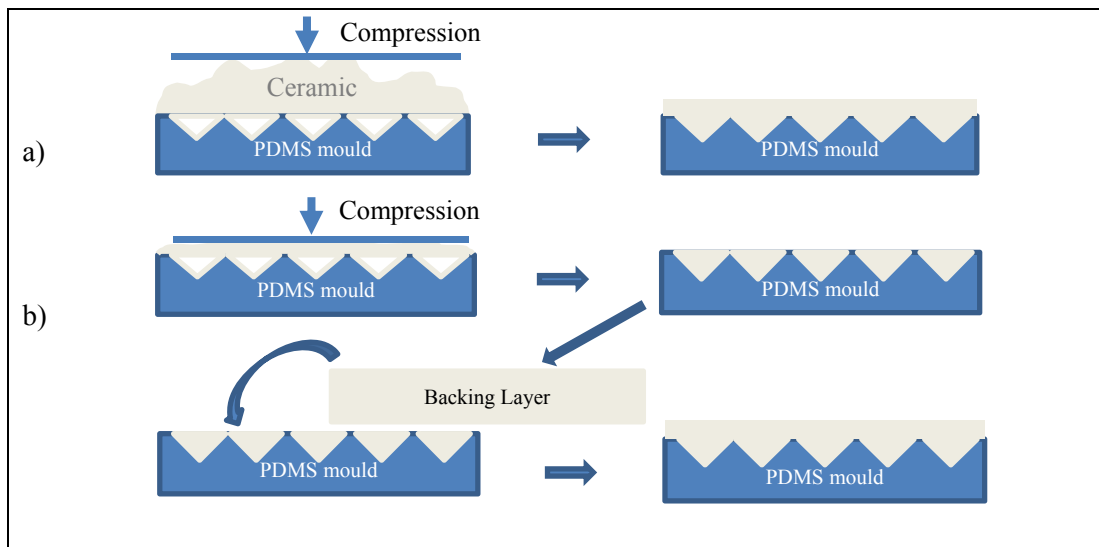 Compression
Ceramic
a)
PDMS mould
PDMS mould
Compression
PDMS mould
PDMS mould
b)
Backing Layer
PDMS mould
PDMS mould